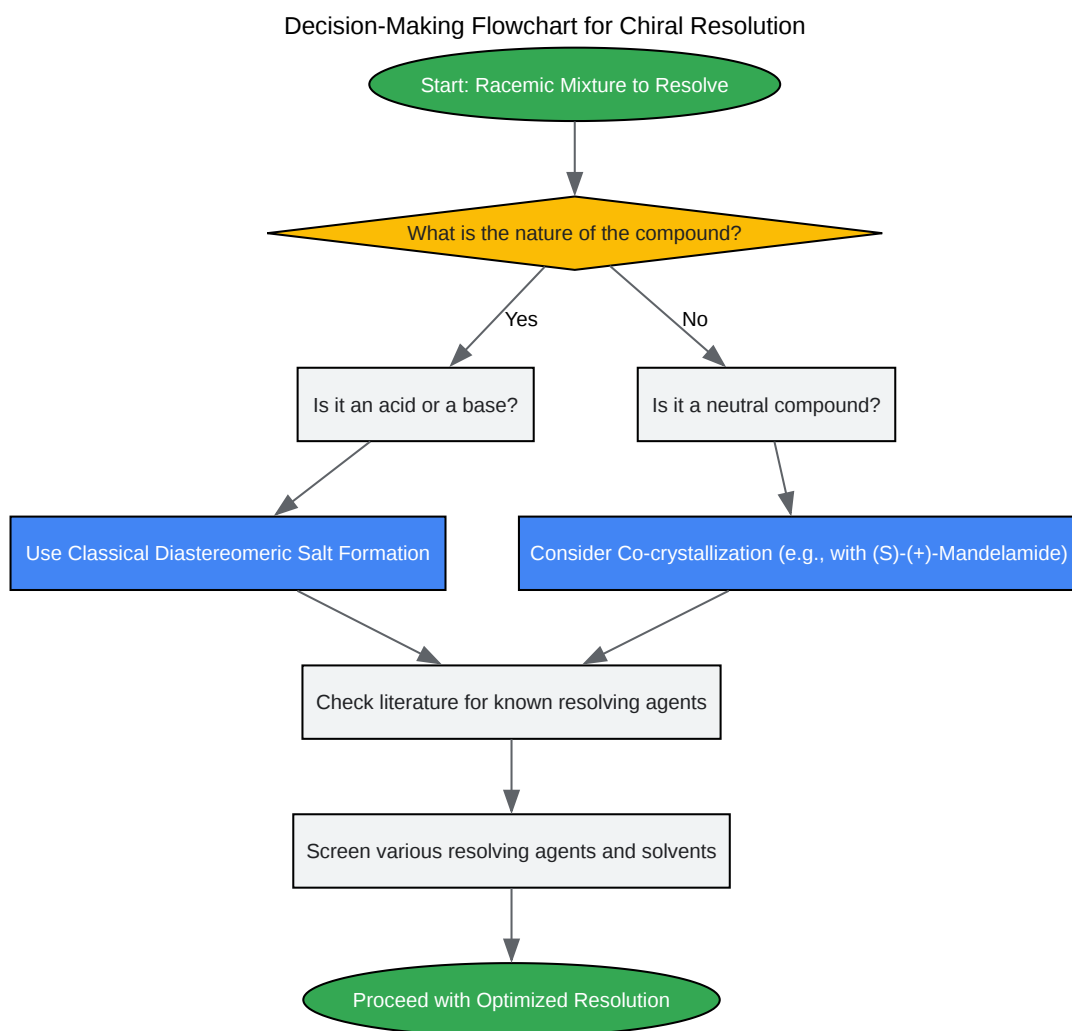 Decision-Making Flowchart for Chiral Resolution
Start: Racemic Mixture to Resolve
What is the nature of the compound?
Yes
No
Is it an acid or a base?
Is it a neutral compound?
Use Classical Diastereomeric Salt Formation
Consider Co-crystallization (e.g., with (S)-(+)-Mandelamide)
Check literature for known resolving agents
Screen various resolving agents and solvents
Proceed with Optimized Resolution